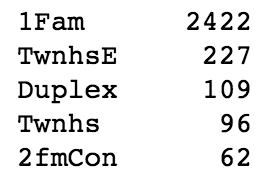 1Fam 2422
TwnhsE 227
Duplex 109
Twnhs 96
2fmCon 62